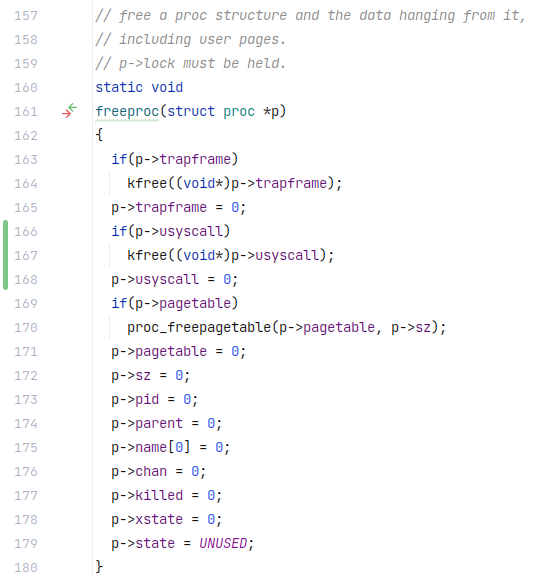 157 // free a proc structure and the data hanging from it,
158 // including user pages.
159 // p->lock must be held.
160 static void
161 freeproc(struct proc *p)
162 {
163   if(p->trapframe)
164     kfree((void*)p->trapframe);
165   p->trapframe = 0;
166   if(p->usyscall)
167     kfree((void*)p->usyscall);
168   p->usyscall = 0;
169   if(p->pagetable)
170     proc_freepagetable(p->pagetable, p->sz);
171   p->pagetable = 0;
172   p->sz = 0;
173   p->pid = 0;
174   p->parent = 0;
175   p->name[0] = 0;
176   p->chan = 0;
177   p->killed = 0;
178   p->xstate = 0;
179   p->state = UNUSED;
180 }